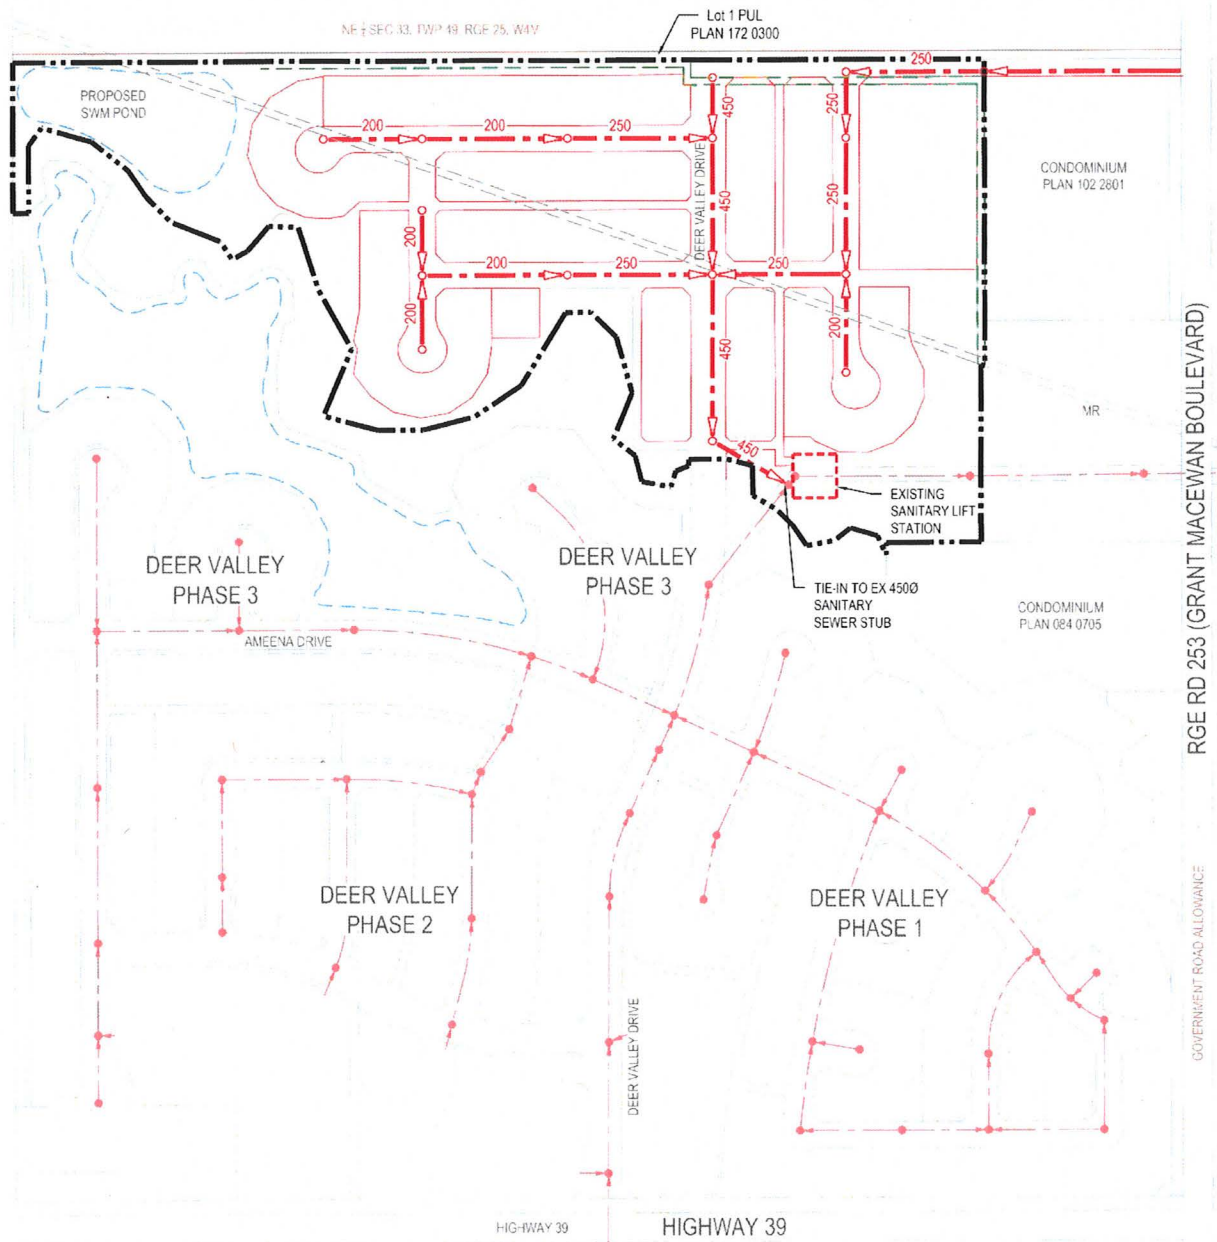 Lot 1 PUL
PLAN 172 0300
NE ¼ SEC 33, TWP 49, RGE 25, W4M
250
PROPOSED
SWM POND
450
250
200
200
250
CONDOMINIUM
PLAN 102 2801
DEER VALLEY DRIVE
450
250
200
200
250
250
200
450
200
RGE RD 253 (GRANT MACEWAN BOULEVARD)
MR
450
EXISTING
SANITARY LIFT
STATION
DEER VALLEY
PHASE 3
DEER VALLEY
PHASE 3
TIE-IN TO EX 450Ø
SANITARY
SEWER STUB
CONDOMINIUM
PLAN 084 0705
AMEENA DRIVE
DEER VALLEY
PHASE 2
DEER VALLEY
PHASE 1
GOVERNMENT ROAD ALLOWANCE
DEER VALLEY DRIVE
HIGHWAY 39
HIGHWAY 39